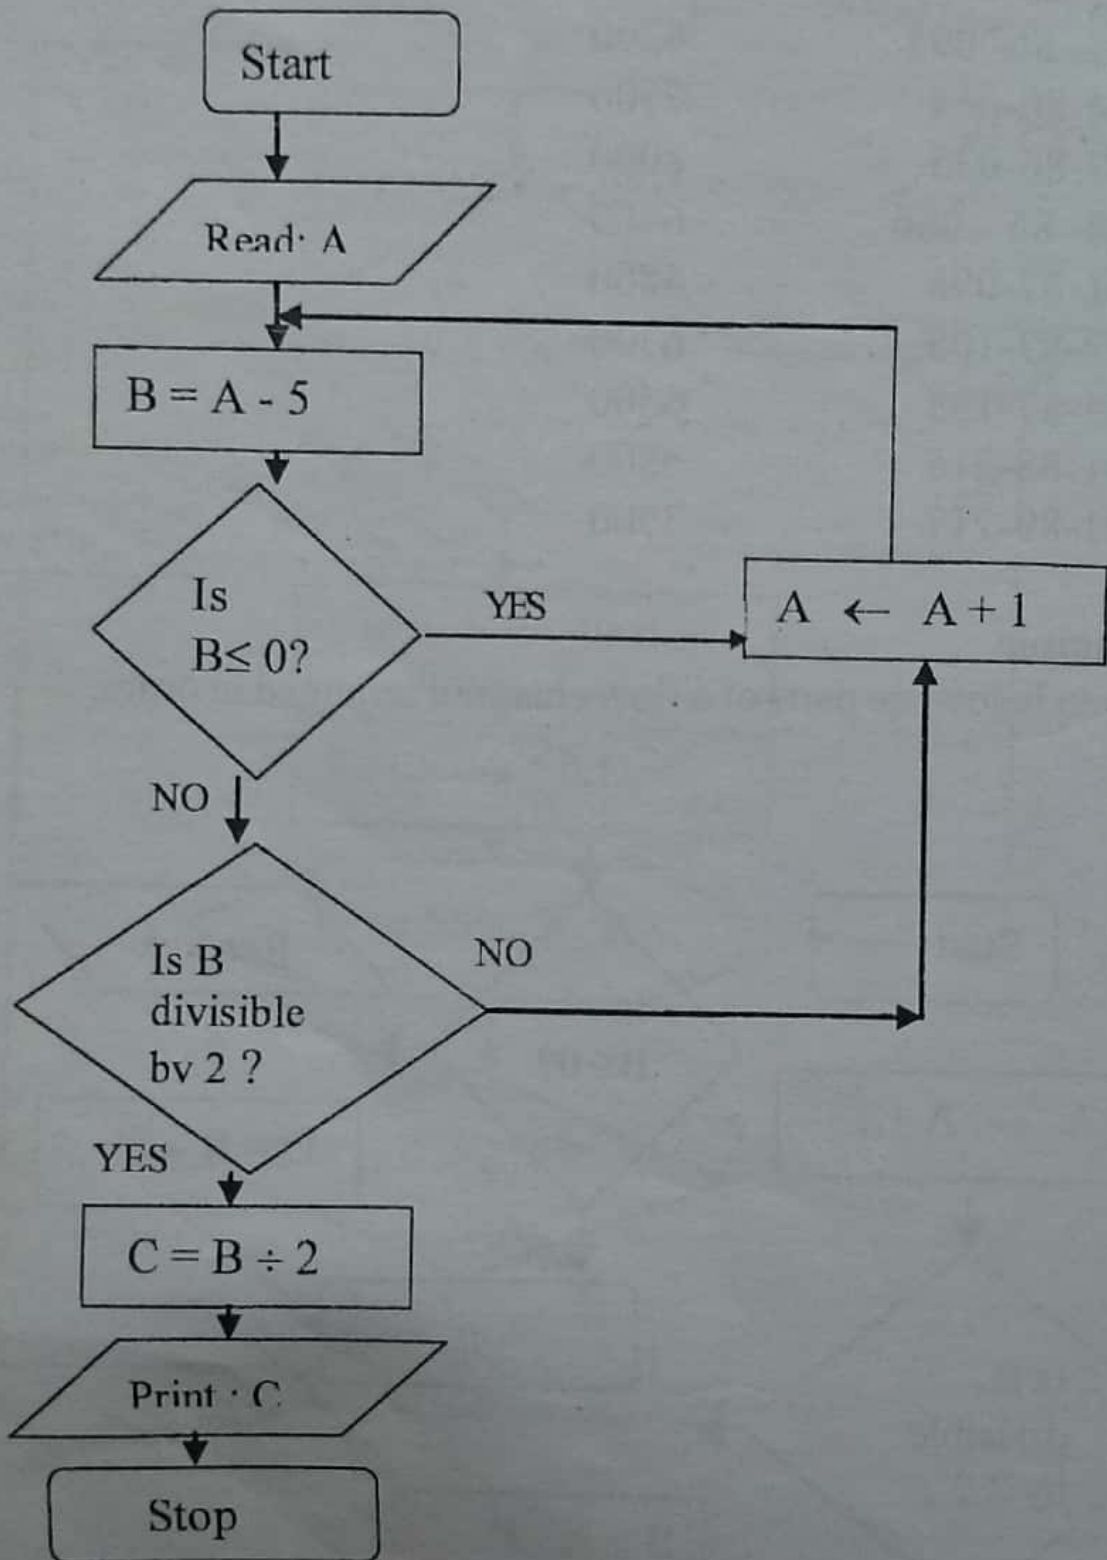 Start
Read· A
B = A - 5
Is
B≤ 0?
YES
A ← A + 1
NO
Is B
divisible
bv 2 ?
NO
YES
C = B ÷ 2
Print · C
Stop